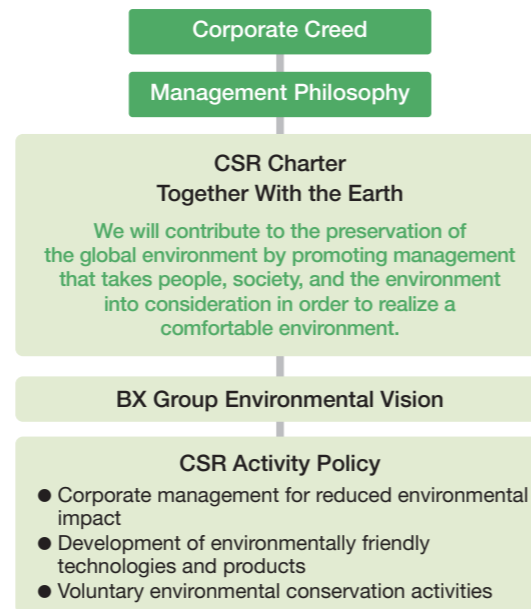 Corporate Creed
Management Philosophy
CSR Charter
Together With the Earth
We will contribute to the preservation of
the global environment by promoting management
that takes people, society, and the environment
into consideration in order to realize a
comfortable environment.
BX Group Environmental Vision
CSR Activity Policy
● Corporate management for reduced environmental
impact
● Development of environmentally friendly
technologies and products
● Voluntary environmental conservation activities